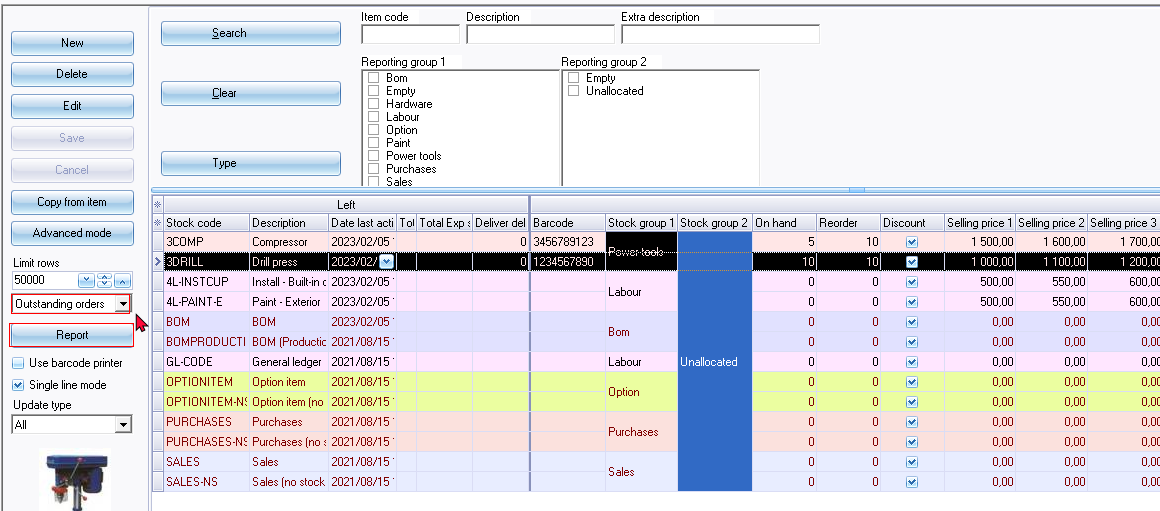 New
Delete
Edit
Save
Cancel
Copy from item
Advanced mode
Limit rows
50000
Outstanding orders
Report
Use barcode printer
Single line mode
Update type
All
Search
Clear
Type
Item code Description Extra description
Reporting group 1 Reporting group 2
Bom
Empty
Hardware
Labour
Option
Paint
Power tools
Purchases
Sales
Empty
Unallocated
Left
Stock code Description Date last acti Tot Total Exp s Deliver del Barcode Stock group 1 Stock group 2 On hand Reorder Discount Selling price 1 Selling price 2 Selling price 3
3COMP Compressor 2023/02/05 0 3456789123 5 10 1 500,00 1 600,00 1 700,00
Power tools
3DRILL Drill press 2023/02/ 0 1234567890 10 10 1 000,00 1 100,00 1 200,00
4L-INSTCUP Install - Built-in c 2023/02/05 0 0 500,00 550,00 600,00
Labour
4L-PAINT-E Paint - Exterior 2023/02/05 0 0 500,00 550,00 600,00
BOM BOM 2023/02/05 0 0 0,00 0,00 0,00
Bom
BOMPRODUCTI BOM (Productic 2021/08/15 0 0 0,00 0,00 0,00
GL-CODE General ledger 2021/08/15 Labour Unallocated 0 0 0,00 0,00 0,00
OPTIONITEM Option item 2021/08/15 0 0 0,00 0,00 0,00
Option
OPTIONITEM-NS Option item (no 2021/08/15 0 0 0,00 0,00 0,00
PURCHASES Purchases 2021/08/15 0 0 0,00 0,00 0,00
Purchases
PURCHASES-NS Purchases (no s 2021/08/15 0 0 0,00 0,00 0,00
SALES Sales 2021/08/15 0 0 0,00 0,00 0,00
Sales
SALES-NS Sales (no stock 2021/08/15 0 0 0,00 0,00 0,00